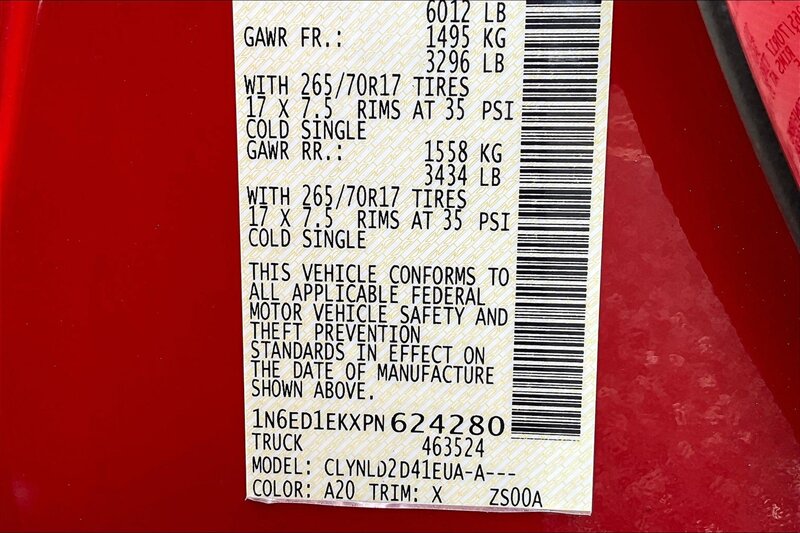 6012 LB
GAWR FR.: 1495 KG
3296 LB
WITH 265/70R17 TIRES
17 X 7.5 RIMS AT 35 PSI
COLD SINGLE
GAWR RR.: 1558 KG
3434 LB
WITH 265/70R17 TIRES
17 X 7.5 RIMS AT 35 PSI
COLD SINGLE
THIS VEHICLE CONFORMS TO
ALL APPLICABLE FEDERAL
MOTOR VEHICLE SAFETY AND
THEFT PREVENTION
STANDARDS IN EFFECT ON
THE DATE OF MANUFACTURE
SHOWN ABOVE.
1N6ED1EKXPN624280
TRUCK 463524
MODEL: CLYNLD2D41EUA-A---
COLOR: A20 TRIM: X ZS00A